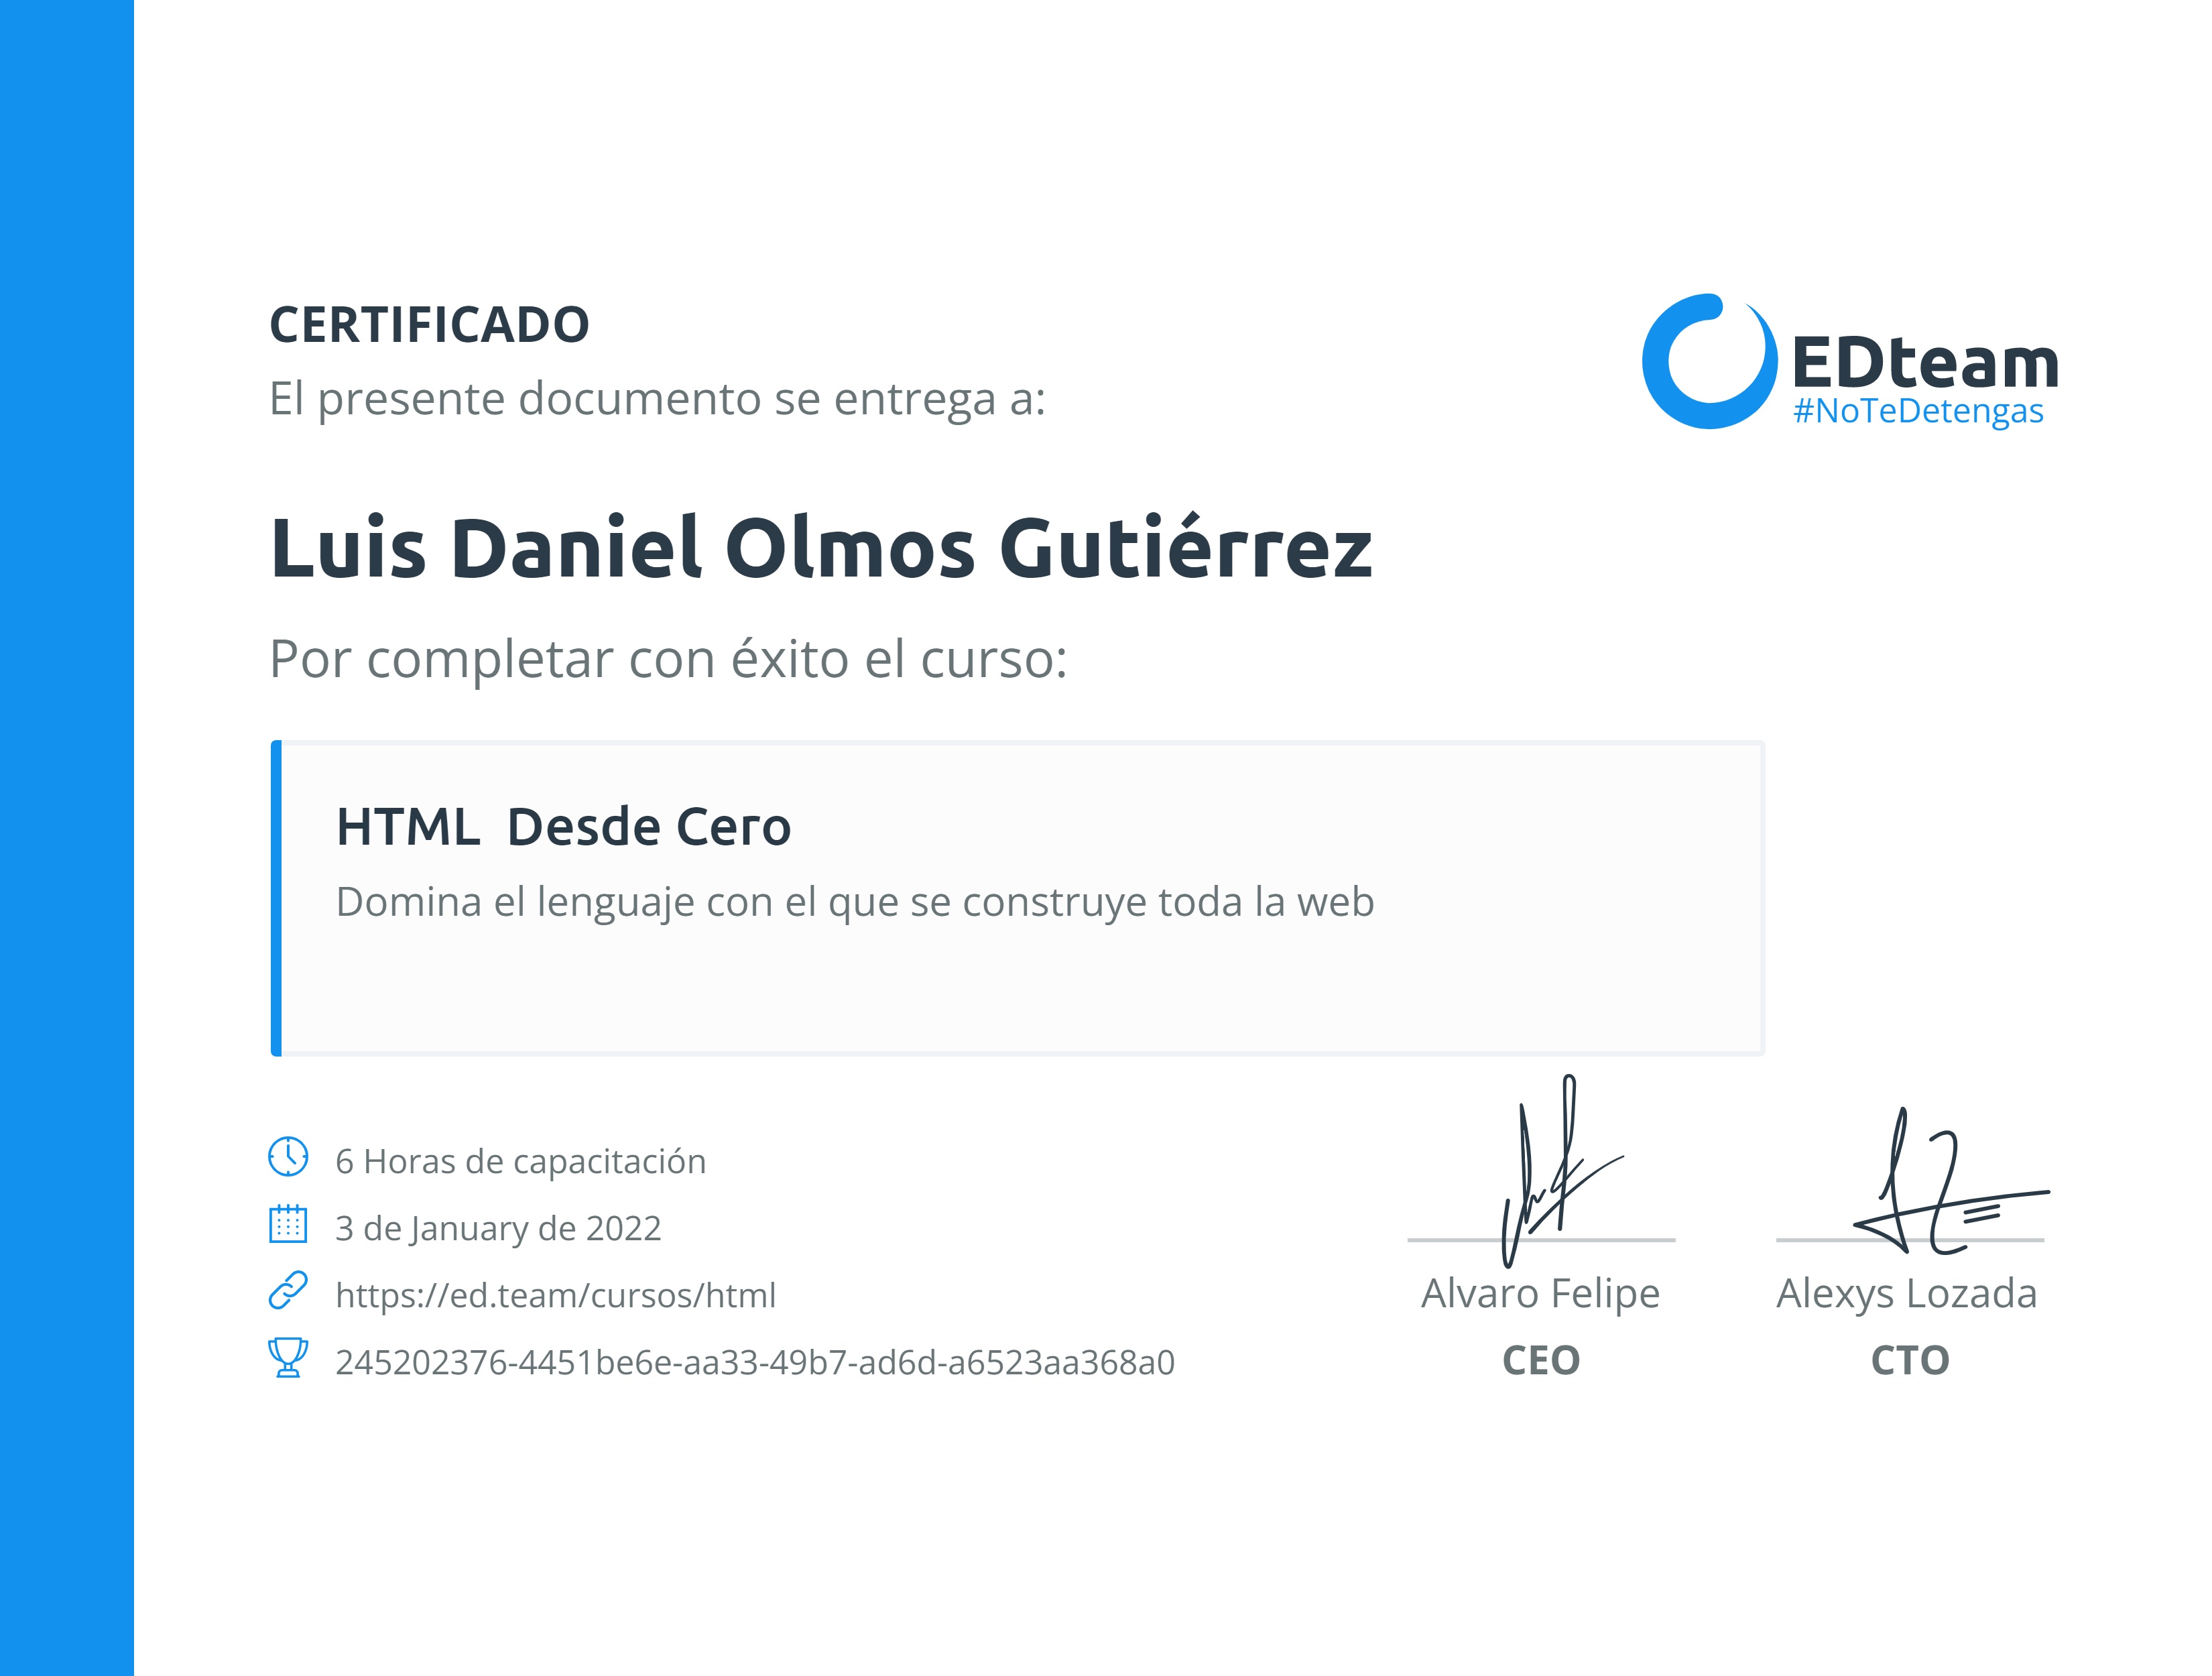 CERTIFICADO
El presente documento se entrega a:
EDteam
#NoTeDetengas
Luis Daniel Olmos Gutiérrez
Por completar con éxito el curso:
HTML Desde Cero
Domina el lenguaje con el que se construye toda la web
6 Horas de capacitación
3 de January de 2022
https://ed.team/cursos/html
245202376-4451be6e-aa33-49b7-ad6d-a6523aa368a0
Alvaro Felipe
CEO
Alexys Lozada
CTO